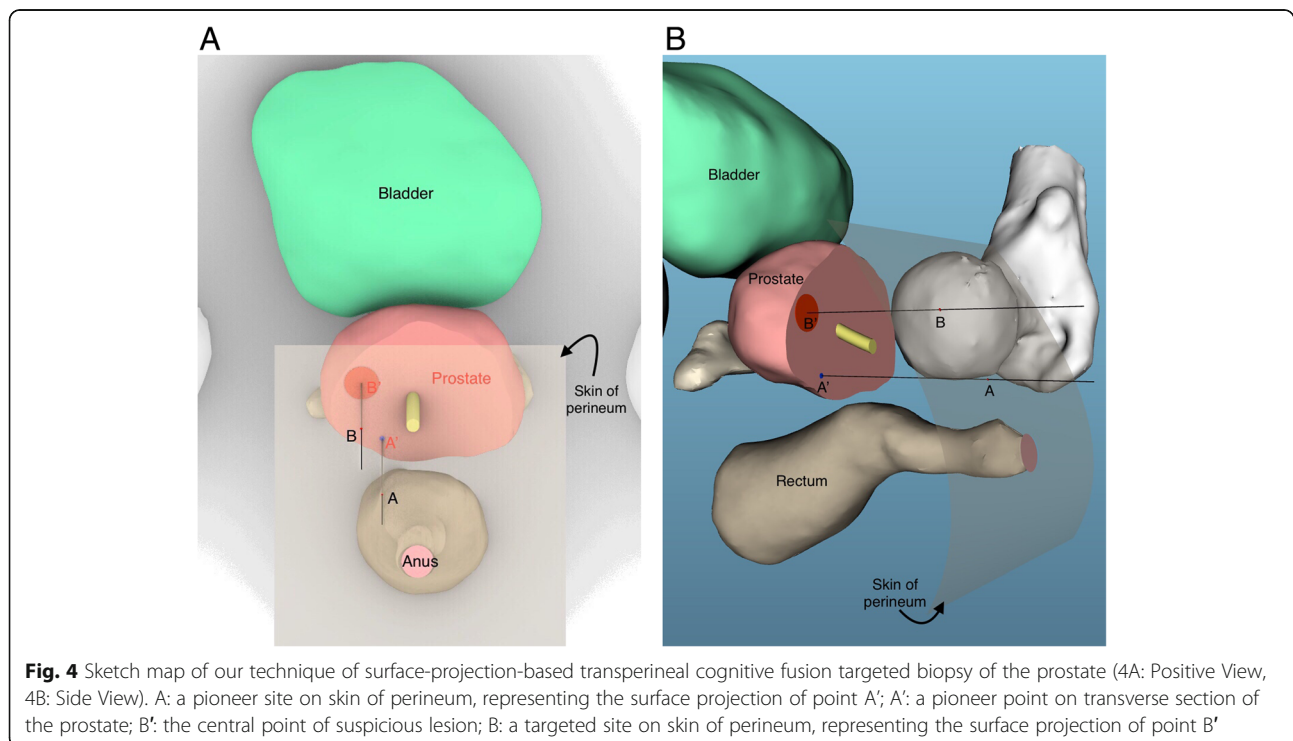 A
B
Bladder
Bladder
Prostate
Prostate
B'
B'
B
B
Skin of
perineum
A'
A'
A
A
Anus
Rectum
Skin of
perineum
Fig. 4 Sketch map of our technique of surface-projection-based transperineal cognitive fusion targeted biopsy of the prostate (4A: Positive View,
4B: Side View). A: a pioneer site on skin of perineum, representing the surface projection of point A′; A′: a pioneer point on transverse section of
the prostate; B′: the central point of suspicious lesion; B: a targeted site on skin of perineum, representing the surface projection of point B′